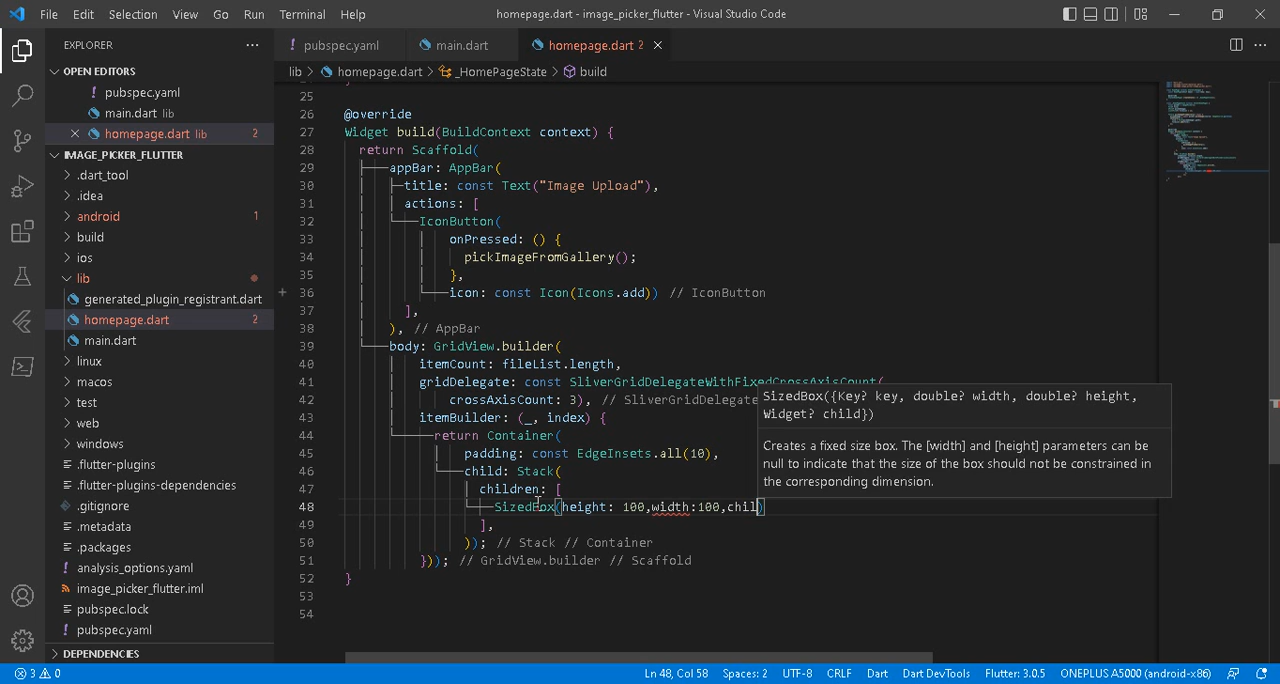 File Edit Selection View Go Run Terminal Help homepage.dart - image_picker_flutter - Visual Studio Code
EXPLORER
OPEN EDITORS
pubspec.yaml
main.dart lib
homepage.dart lib 2
IMAGE_PICKER_FLUTTER
.dart_tool
.idea
android 1
build
ios
lib
generated_plugin_registrant.dart
homepage.dart 2
main.dart
linux
macos
test
web
windows
.flutter-plugins
.flutter-plugins-dependencies
.gitignore
.metadata
.packages
analysis_options.yaml
image_picker_flutter.iml
pubspec.lock
pubspec.yaml
DEPENDENCIES
pubspec.yaml main.dart homepage.dart 2
lib > homepage.dart > _HomePageState > build
25
26 @override
27 Widget build(BuildContext context) {
28 return Scaffold(
29 appBar: AppBar(
30 title: const Text("Image Upload"),
31 actions: [
32 IconButton(
33 onPressed: () {
34 pickImageFromGallery();
35 },
36 icon: const Icon(Icons.add)) // IconButton
37 ],
38 ), // AppBar
39 body: GridView.builder(
40 itemCount: fileList.length,
41 gridDelegate: const SliverGridDelegateWithFixedCrossAxisCount(
42 crossAxisCount: 3), // SliverGridDelegate
43 itemBuilder: (_, index) {
44 return Container(
45 padding: const EdgeInsets.all(10),
46 child: Stack(
47 children: [
48 SizedBox(height: 100,width:100,chil)
49 ],
50 )); // Stack // Container
51 })); // GridView.builder // Scaffold
52 }
53
54
SizedBox({Key? key, double? width, double? height,
Widget? child})
Creates a fixed size box. The [width] and [height] parameters can be
null to indicate that the size of the box should not be constrained in
the corresponding dimension.
3 0 Ln 48, Col 58 Spaces: 2 UTF-8 CRLF Dart Dart DevTools Flutter: 3.0.5 ONEPLUS A5000 (android-x86)